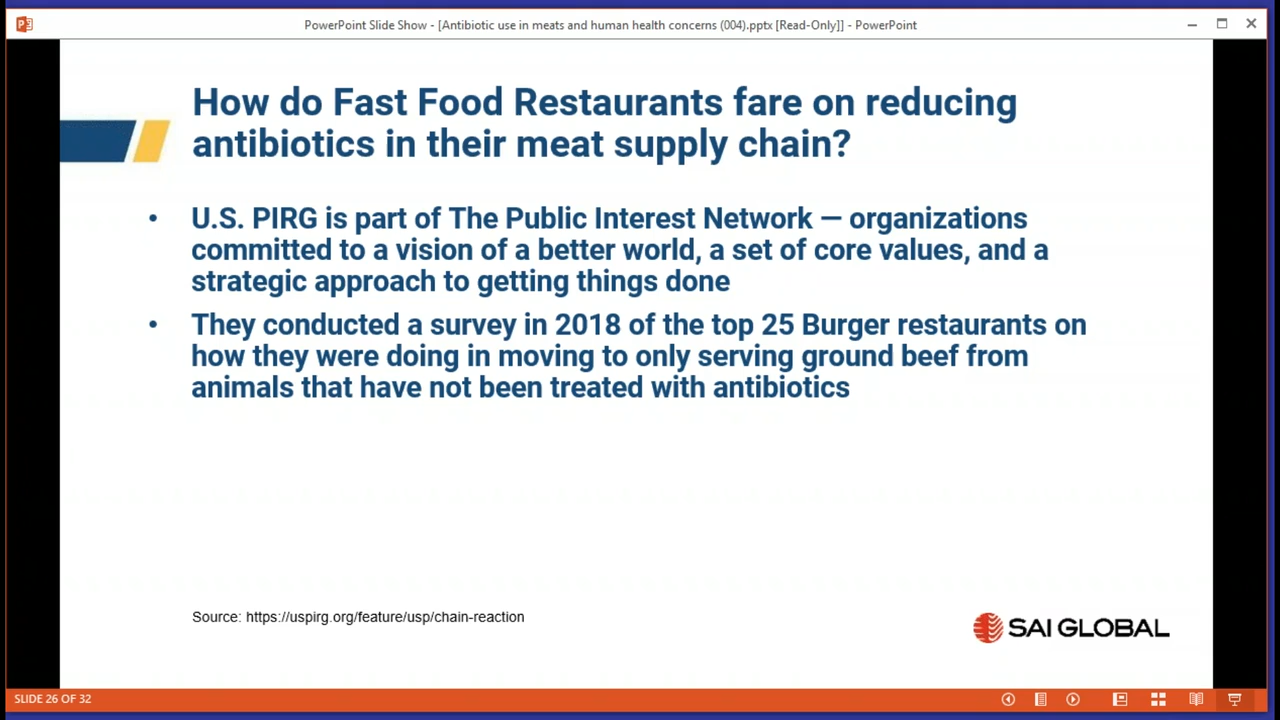 PowerPoint Slide Show - [Antibiotic use in meats and human health concerns (004).pptx [Read-Only]] - PowerPoint
How do Fast Food Restaurants fare on reducing
antibiotics in their meat supply chain?
• U.S. PIRG is part of The Public Interest Network — organizations
committed to a vision of a better world, a set of core values, and a
strategic approach to getting things done
• They conducted a survey in 2018 of the top 25 Burger restaurants on
how they were doing in moving to only serving ground beef from
animals that have not been treated with antibiotics
Source: https://uspirg.org/feature/usp/chain-reaction
SAI GLOBAL
SLIDE 26 OF 32